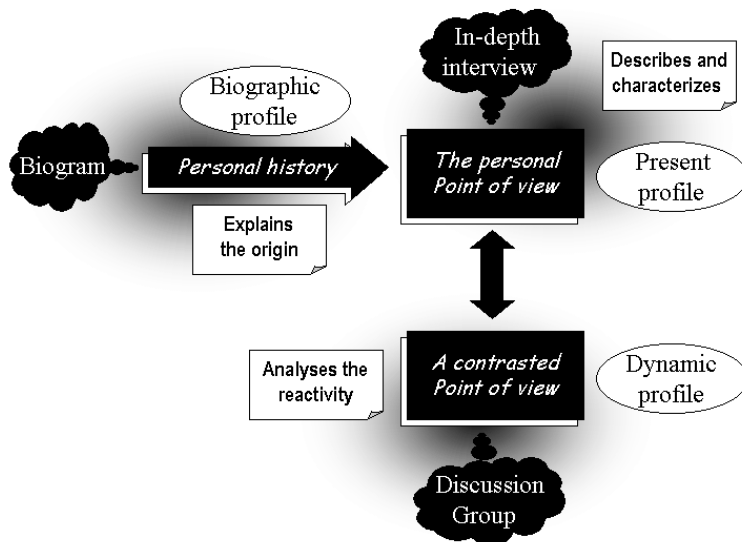 In-depth
interview
Describes and
characterizes
Biographic
profile
Biogram
Personal history
The personal
Point of view
Present
profile
Explains
the origin
Analyses the
reactivity
A contrasted
Point of view
Dynamic
profile
Discussion
Group